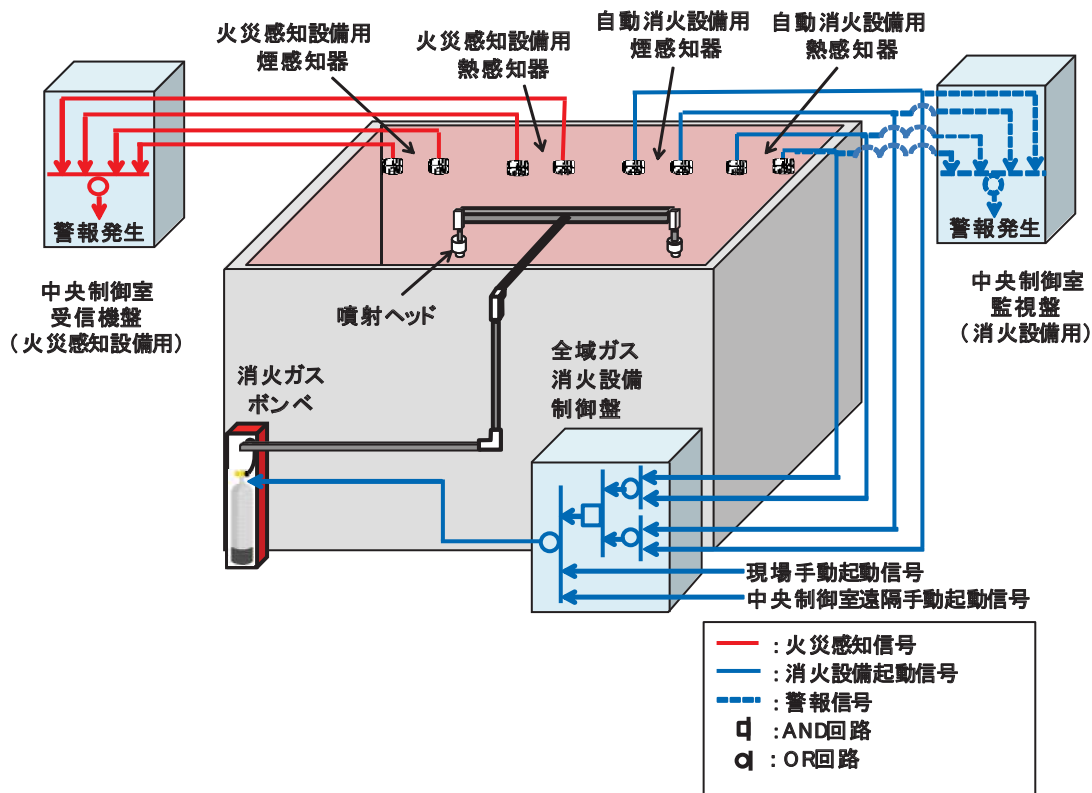 火災感知設備用
煙感知器
火災感知設備用
熱感知器
自動消火設備用
煙感知器
自動消火設備用
熱感知器
警報発生
警報発生
中央制御室
受信機盤
(火災感知設備用)
中央制御室
監視盤
(消火設備用)
噴射ヘッド
消火ガス
ボンベ
全域ガス
消火設備
制御盤
現場手動起動信号
中央制御室遠隔手動起動信号
:火災感知信号
:消火設備起動信号
:警報信号
:AND回路
:OR回路